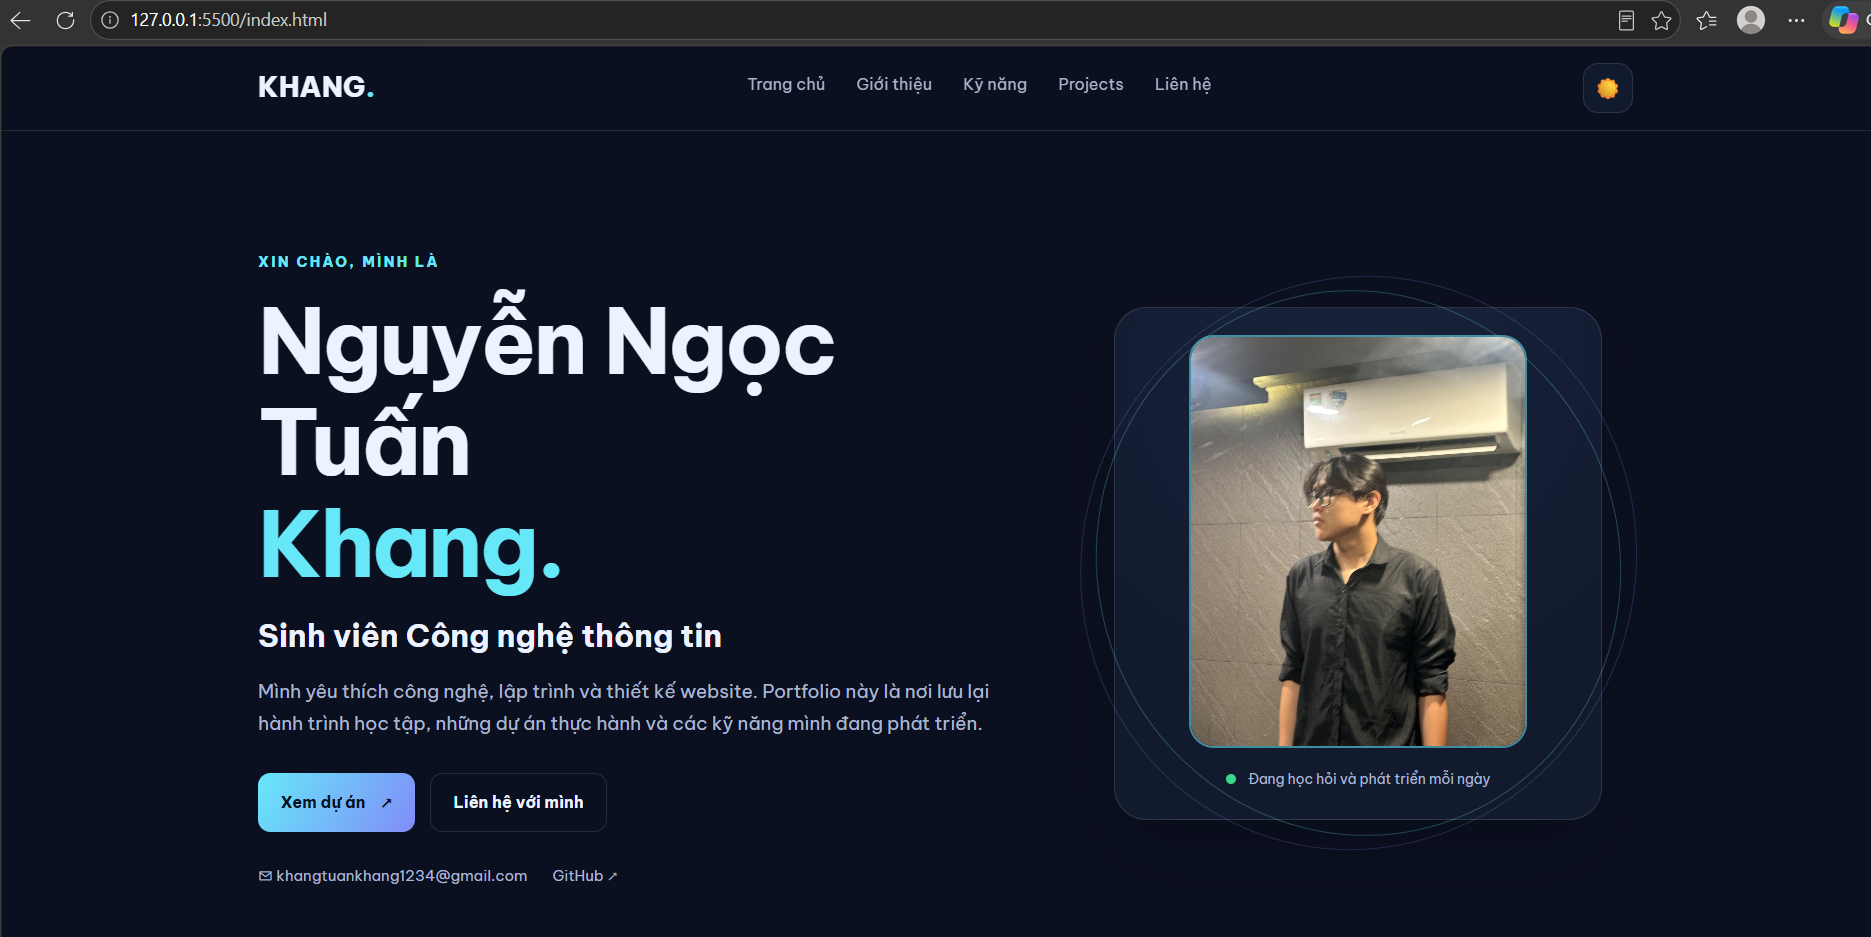 127.0.0.1:5500/index.html
KHANG.
Trang chủ Giới thiệu Kỹ năng Projects Liên hệ
XIN CHÀO, MÌNH LÀ
Nguyễn Ngọc
Tuấn
Khang.
Sinh viên Công nghệ thông tin
Mình yêu thích công nghệ, lập trình và thiết kế website. Portfolio này là nơi lưu lại
hành trình học tập, những dự án thực hành và các kỹ năng mình đang phát triển.
Xem dự án ↗
Liên hệ với mình
khangtuankhang1234@gmail.com GitHub ↗
Đang học hỏi và phát triển mỗi ngày